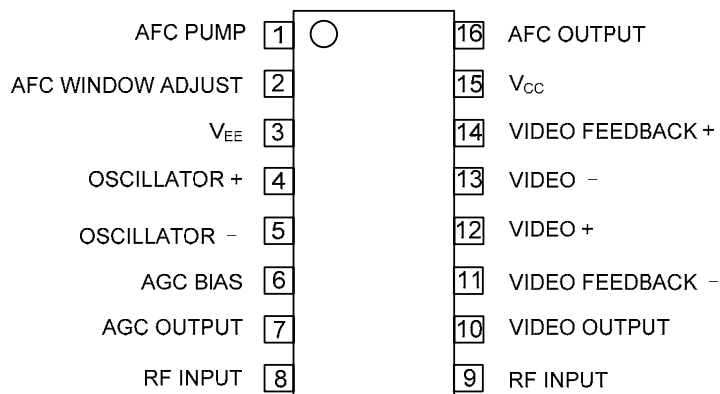 AFC PUMP 1 16 AFC OUTPUT
AFC WINDOW ADJUST 2 15 VCC
VEE 3 14 VIDEO FEEDBACK +
OSCILLATOR + 4 13 VIDEO –
OSCILLATOR – 5 12 VIDEO +
AGC BIAS 6 11 VIDEO FEEDBACK –
AGC OUTPUT 7 10 VIDEO OUTPUT
RF INPUT 8 9 RF INPUT